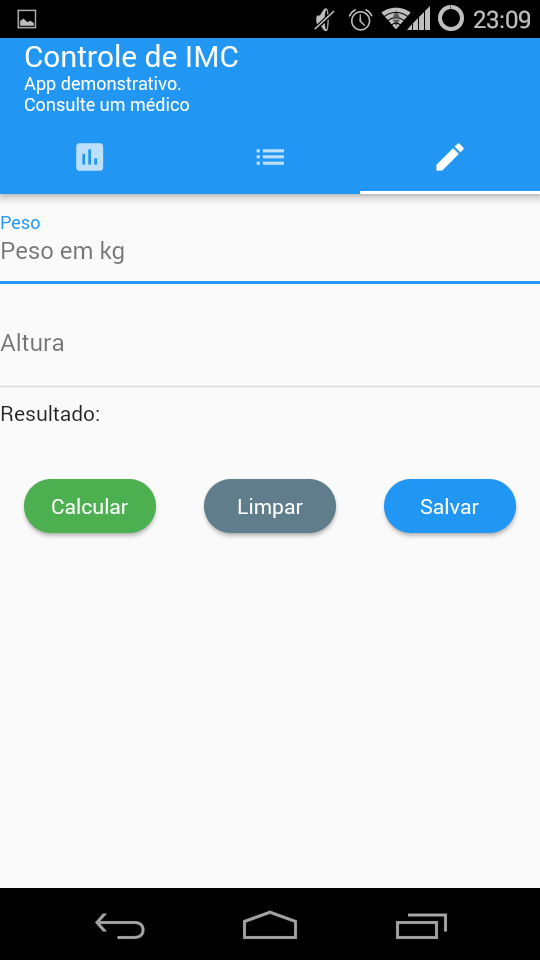 23:09
Controle de IMC
App demonstrativo.
Consulte um médico
Peso
Peso em kg
Altura
Resultado:
Calcular Limpar Salvar